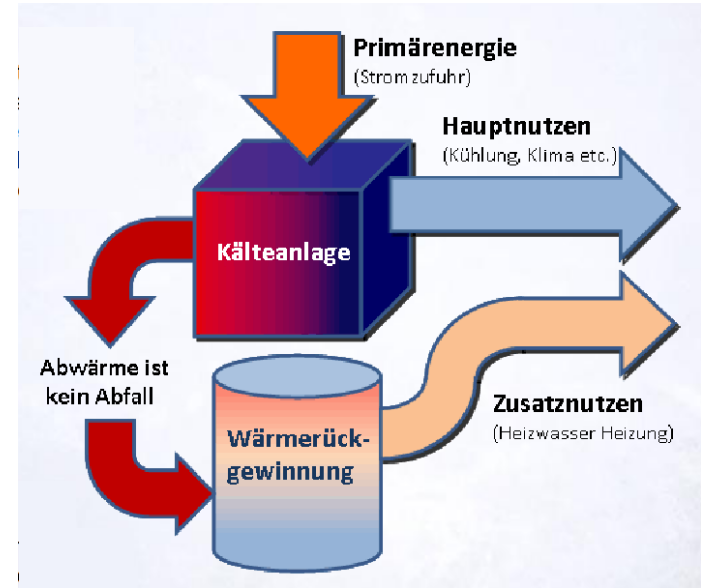 Primärenergie
(Stromzufuhr)
Hauptnutzen
(Kühlung, Klima etc.)
Kälteanlage
Abwärme ist
kein Abfall
Wärmerück-
gewinnung
Zusatznutzen
(Heizwasser Heizung)